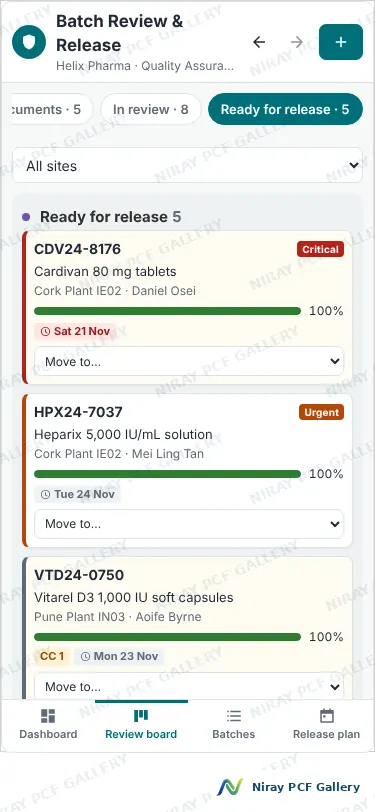 Batch Review &
Release
Helix Pharma · Quality Assura...
cuments · 5
In review · 8
Ready for release · 5
All sites
Ready for release 5
CDV24-8176
Critical
Cardivan 80 mg tablets
Cork Plant IE02 · Daniel Osei
100%
Sat 21 Nov
Move to...
HPX24-7037
Urgent
Heparix 5,000 IU/mL solution
Cork Plant IE02 · Mei Ling Tan
100%
Tue 24 Nov
Move to...
VTD24-0750
Vitarel D3 1,000 IU soft capsules
Pune Plant IN03 · Aoife Byrne
100%
CC 1
Mon 23 Nov
Move to...
Dashboard
Review board
Batches
Release plan
Niray PCF Gallery
NIRAY PCF GALLERY